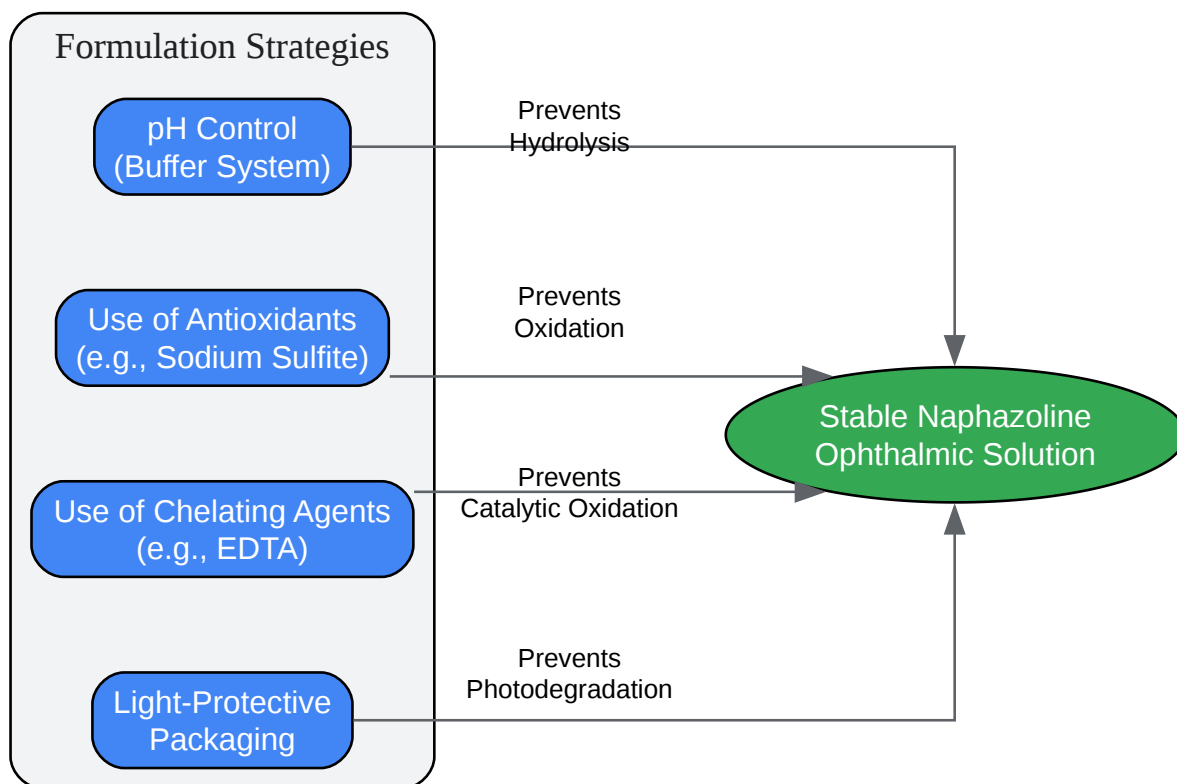 Formulation Strategies
pH Control
(Buffer System)
Prevents
Hydrolysis
Use of Antioxidants
(e.g., Sodium Sulfite)
Prevents
Oxidation
Stable Naphazoline
Ophthalmic Solution
Use of Chelating Agents
(e.g., EDTA)
Prevents
Catalytic Oxidation
Light-Protective
Packaging
Prevents
Photodegradation